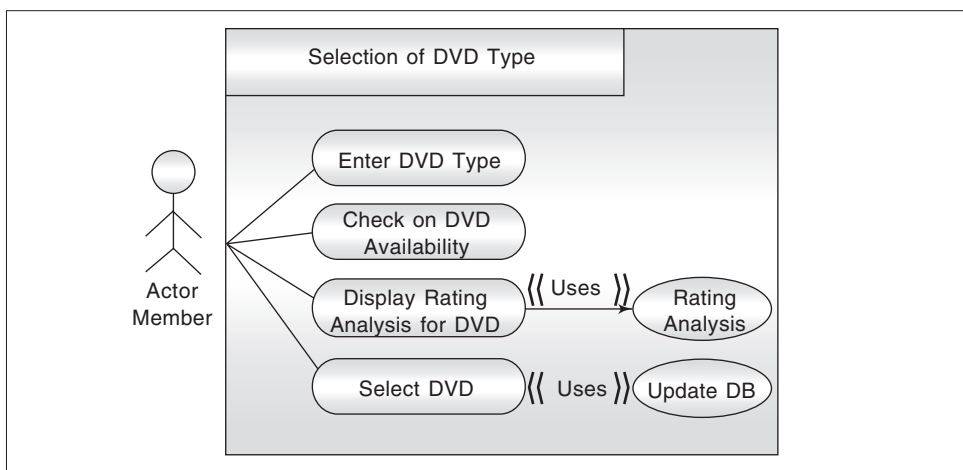 Selection of DVD Type
Enter DVD Type
Check on DVD
Availability
Display Rating
Analysis for DVD
⟪ Uses ⟫
Rating
Analysis
Select DVD
⟪ Uses ⟫
Update DB
Actor
Member